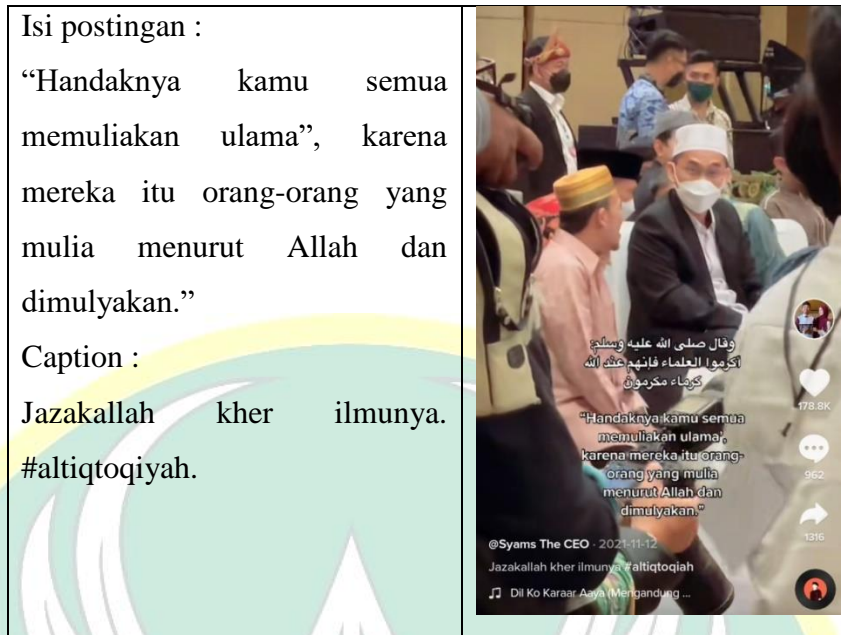 Isi postingan :
“Handaknya kamu semua
memuliakan ulama”, karena
mereka itu orang-orang yang
mulia menurut Allah dan
dimulyakan.”
Caption :
Jazakallah kher ilmunya.
#altiqtoqiyah.
وقال صلى الله عليه وسلم:
أكرموا العلماء فإنهم عند الله
كرماء مكرمون
"Handaknya kamu semua
memuliakan ulama',
karena mereka itu orang-
orang yang mulia
menurut Allah dan
dimulyakan."
178.8K
962
1316
@Syams The CEO · 2021-11-12
Jazakallah kher ilmunya #altiqtoqiah
Dil Ko Karaar Aaya (Mengandung ...